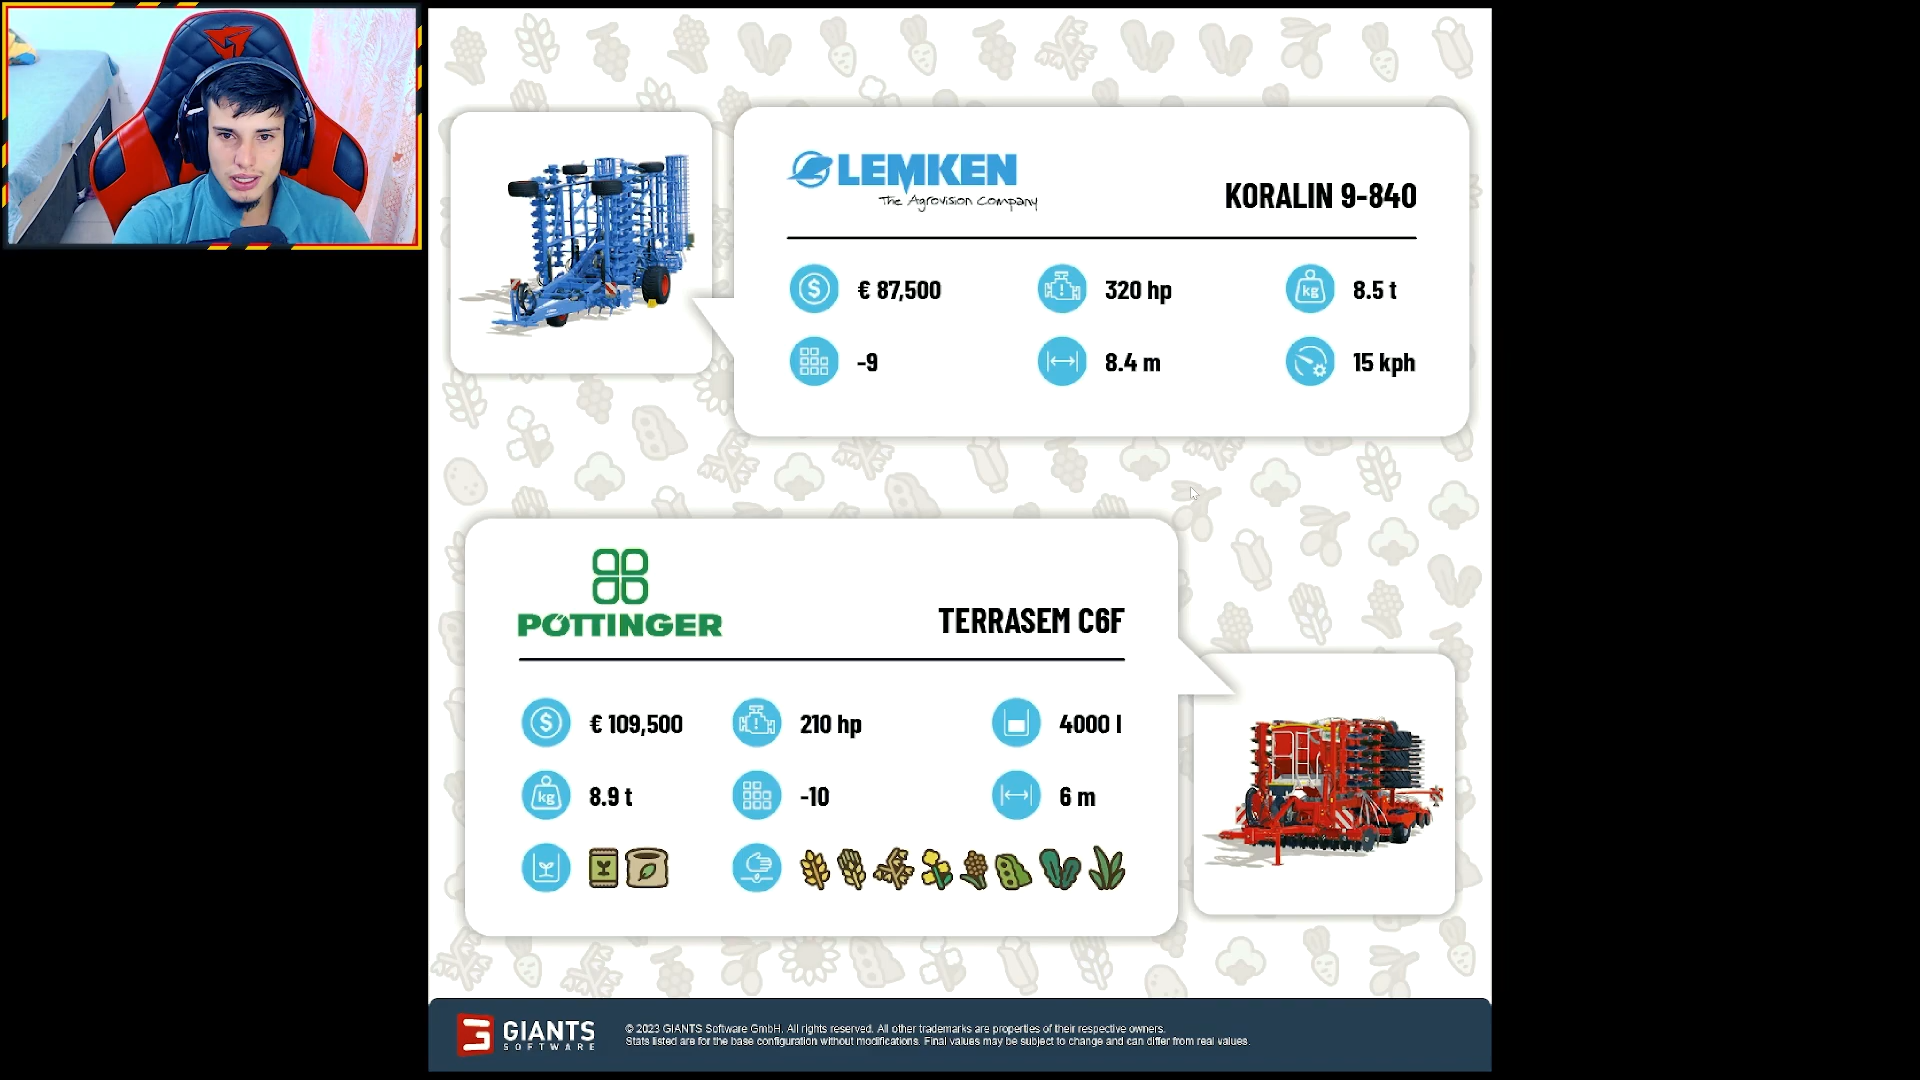 LEMKEN
The Agrovision Company
KORALIN 9-840
€ 87,500
320 hp
kg
8.5 t
-9
8.4 m
15 kph
PÖTTINGER
TERRASEM C6F
€ 109,500
210 hp
4000 l
kg
8.9 t
-10
6 m
GIANTS
SOFTWARE
© 2023 GIANTS Software GmbH. All rights reserved. All other trademarks are properties of their respective owners.
Stats listed are for the base configuration without modifications. Final values may be subject to change and can differ from real values.